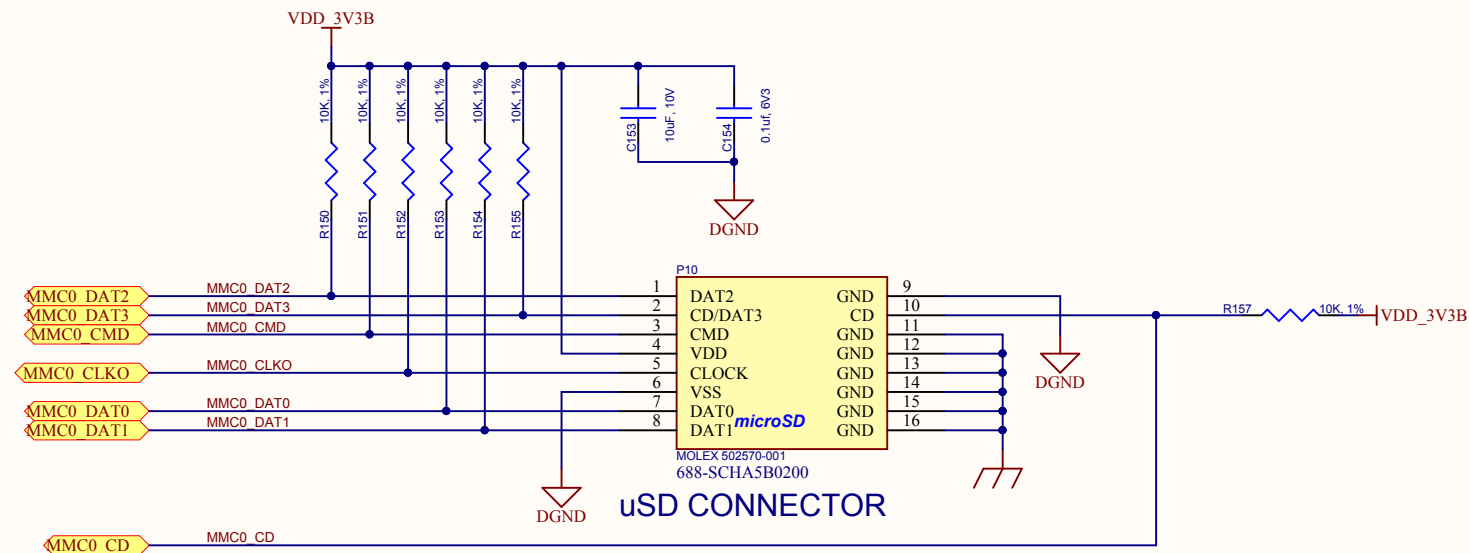 VDD_3V3B
10K, 1%
10K, 1%
10K, 1%
10K, 1%
10K, 1%
10K, 1%
R150
R151
R152
R153
R154
R155
C153
10uF, 10V
C154
0.1uf, 6V3
DGND
P10
MMC0_DAT2 MMC0_DAT2 1 DAT2 GND 9
MMC0_DAT3 MMC0_DAT3 2 CD/DAT3 CD 10 R157 10K, 1% VDD_3V3B
MMC0_CMD MMC0_CMD 3 CMD GND 11
4 VDD GND 12
MMC0_CLKO MMC0_CLKO 5 CLOCK GND 13
DGND
6 VSS GND 14
MMC0_DAT0 MMC0_DAT0 7 DAT0 GND 15
microSD
MMC0_DAT1 MMC0_DAT1 8 DAT1 GND 16
MOLEX 502570-001
688-SCHA5B0200
uSD CONNECTOR
DGND
MMC0_CD MMC0_CD